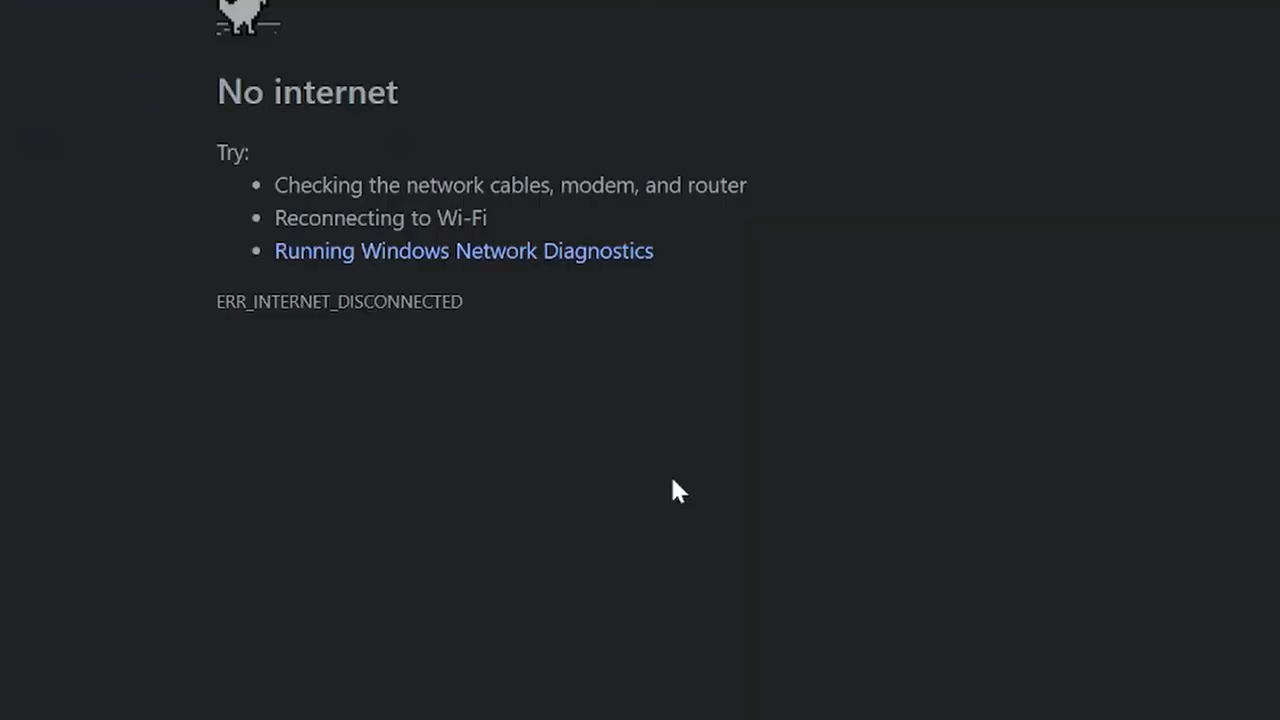 No internet
Try:
Checking the network cables, modem, and router
Reconnecting to Wi-Fi
Running Windows Network Diagnostics
ERR_INTERNET_DISCONNECTED